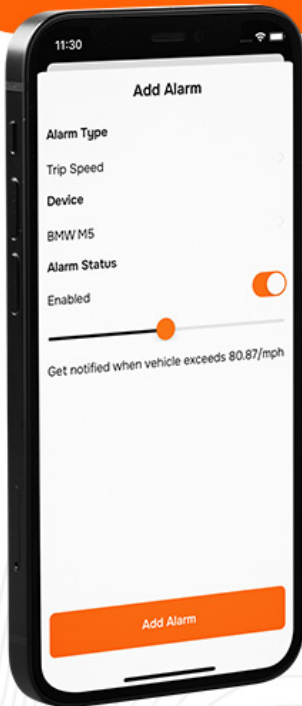 11:30
Add Alarm
Alarm Type
Trip Speed
Device
BMW M5
Alarm Status
Enabled
Get notified when vehicle exceeds 80.87/mph
Add Alarm